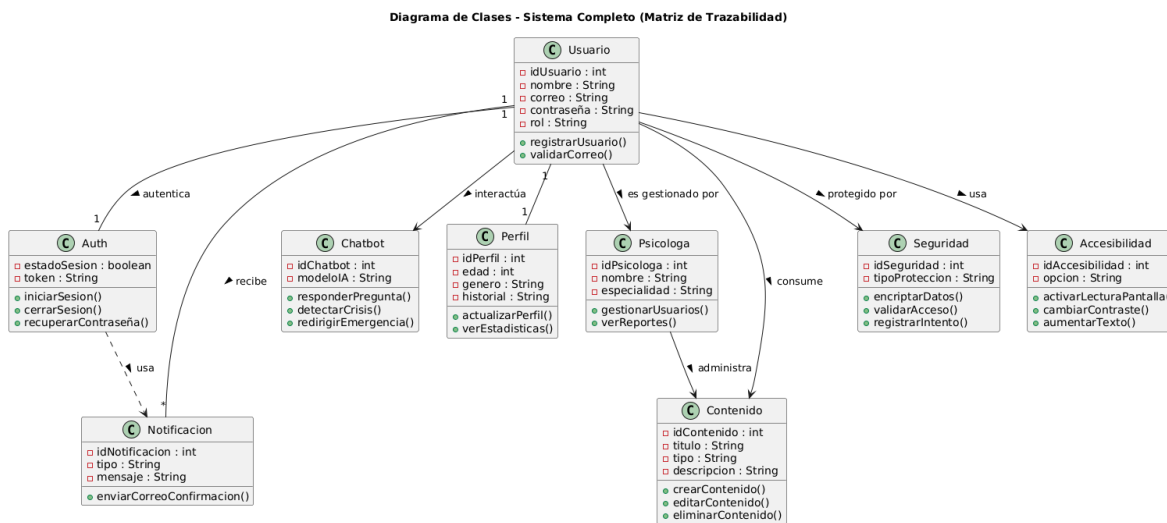 Diagrama de Clases - Sistema Completo (Matriz de Trazabilidad)
C Usuario
idUsuario : int
nombre : String
correo : String
contraseña : String
rol : String
registrarUsuario()
validarCorreo()
1
1
1
autentica
interactúa
es gestionado por
protegido por
usa
1
1
recibe
consume
C Auth
estadoSesion : boolean
token : String
iniciarSesion()
cerrarSesion()
recuperarContraseña()
C Chatbot
idChatbot : int
modeloIA : String
responderPregunta()
detectarCrisis()
redirigirEmergencia()
C Perfil
idPerfil : int
edad : int
genero : String
historial : String
actualizarPerfil()
verEstadisticas()
C Psicologa
idPsicologa : int
nombre : String
especialidad : String
gestionarUsuarios()
verReportes()
C Seguridad
idSeguridad : int
tipoProteccion : String
encriptarDatos()
validarAcceso()
registrarIntento()
C Accesibilidad
idAccesibilidad : int
opcion : String
activarLecturaPantalla()
cambiarContraste()
aumentarTexto()
usa
administra
*
C Notificacion
idNotificacion : int
tipo : String
mensaje : String
enviarCorreoConfirmacion()
C Contenido
idContenido : int
titulo : String
tipo : String
descripcion : String
crearContenido()
editarContenido()
eliminarContenido()